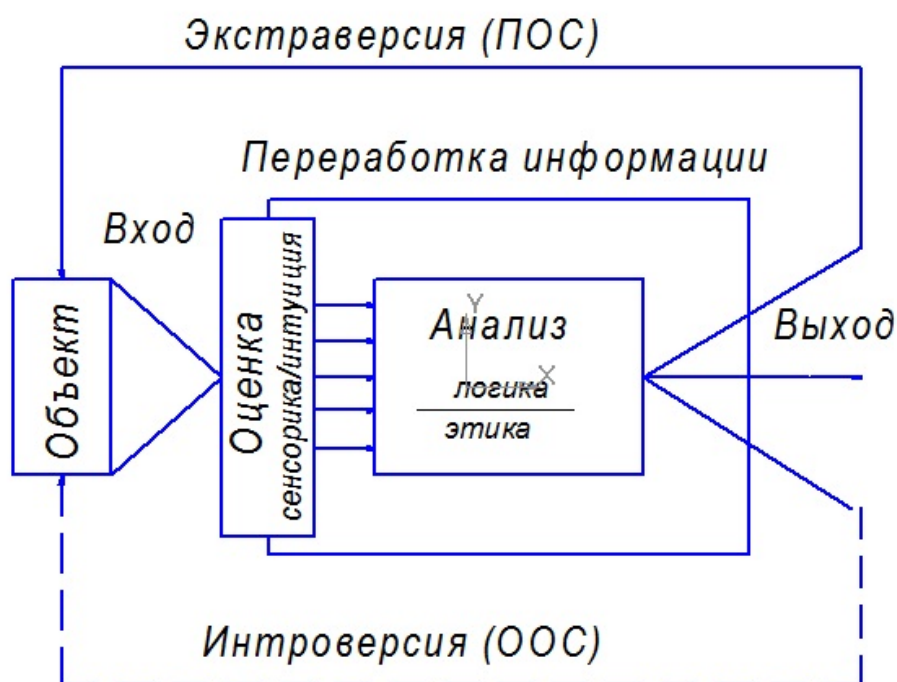 Экстраверсия (ПОС)
Переработка информации
Вход
Объект
Оценка
сенсорика/интуиция
Анализ
Y
X
логика
этика
Выход
Интроверсия (ООС)